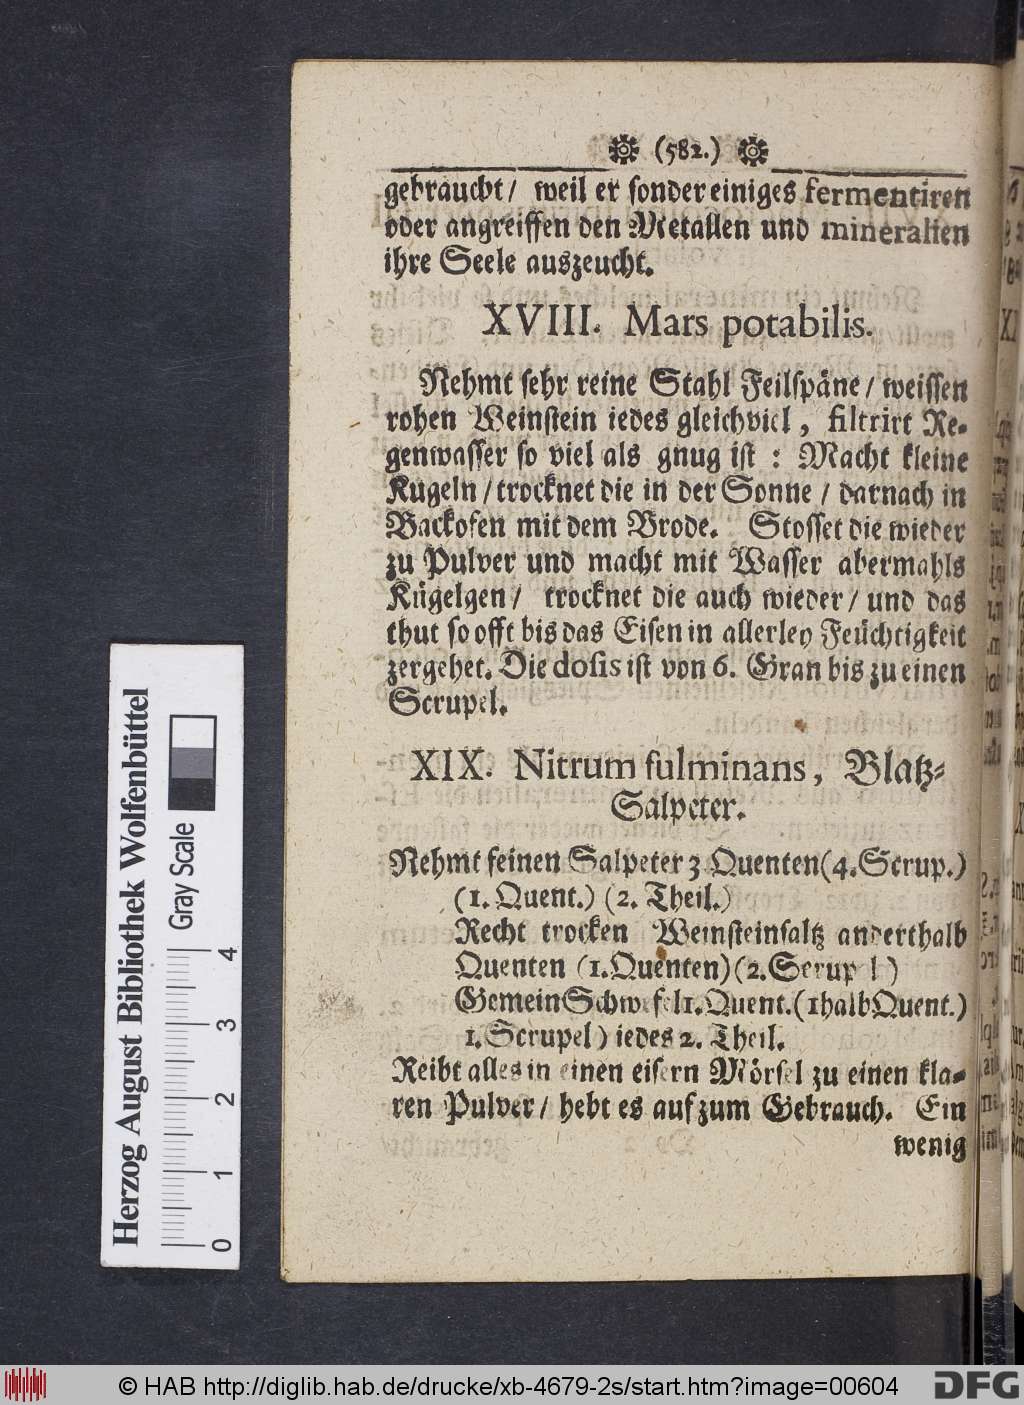 (582.)
gebraucht/ weil er sonder einiges fermentiren
oder angreiffen den Metallen und mineralien
ihre Seele auszeucht.
XVIII. Mars potabilis.
Nehmt sehr reine Stahl Feilspäne/ weissen
rohen Weinstein iedes gleichviel, filtrirt Re-
genwasser so viel als gnug ist : Macht kleine
Kugeln/ trocknet die in der Sonne/ darnach in
Backofen mit dem Brode. Stosset die wieder
zu Pulver und macht mit Wasser abermahls
Kügelgen/ trocknet die auch wieder/ und das
thut so offt bis das Eisen in allerley Feüchtigkeit
zergehet. Die dosis ist von 6. Gran bis zu einen
Scrupel.
XIX. Nitrum fulminans, Blatz-
Salpeter.
Nehmt feinen Salpeter 3 Quenten (4. Scrup.)
(1. Quent.) (2. Theil.)
Recht trocken Weinsteinsaltz anderthalb
Quenten (1. Quenten) (2. Scrup l)
Gemein Schwefel 1. Quent. (1 halb Quent.)
1. Scrupel) iedes 2. Theil.
Reibt alles in einen eisern Mörsel zu einen kla-
ren Pulver/ hebt es auf zum Gebrauch. Ein
wenig
Herzog August Bibliothek Wolfenbüttel
Gray Scale
0 1 2 3 4
© HAB http://diglib.hab.de/drucke/xb-4679-2s/start.htm?image=00604
DFG